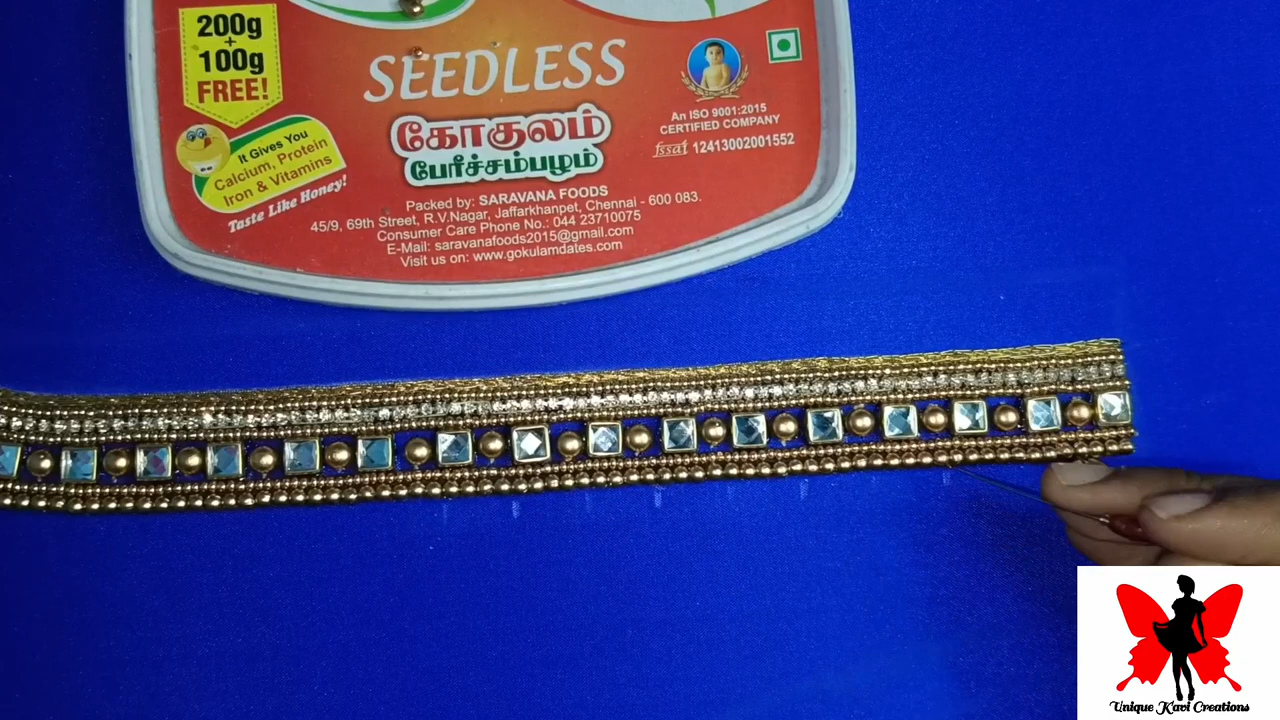 200g
+
100g
FREE!
SEEDLESS
கோகுலம்
பேரீச்சம்பழம்
It Gives You
Calcium, Protein
Iron & Vitamins
Taste Like Honey!
An ISO 9001:2015
CERTIFIED COMPANY
fssai 12413002001552
Packed by: SARAVANA FOODS
45/9, 69th Street, R.V.Nagar, Jaffarkhanpet, Chennai - 600 083.
Consumer Care Phone No.: 044 23710075
E-Mail: saravanafoods2015@gmail.com
Visit us on: www.gokulamdates.com
Unique Kavi Creations